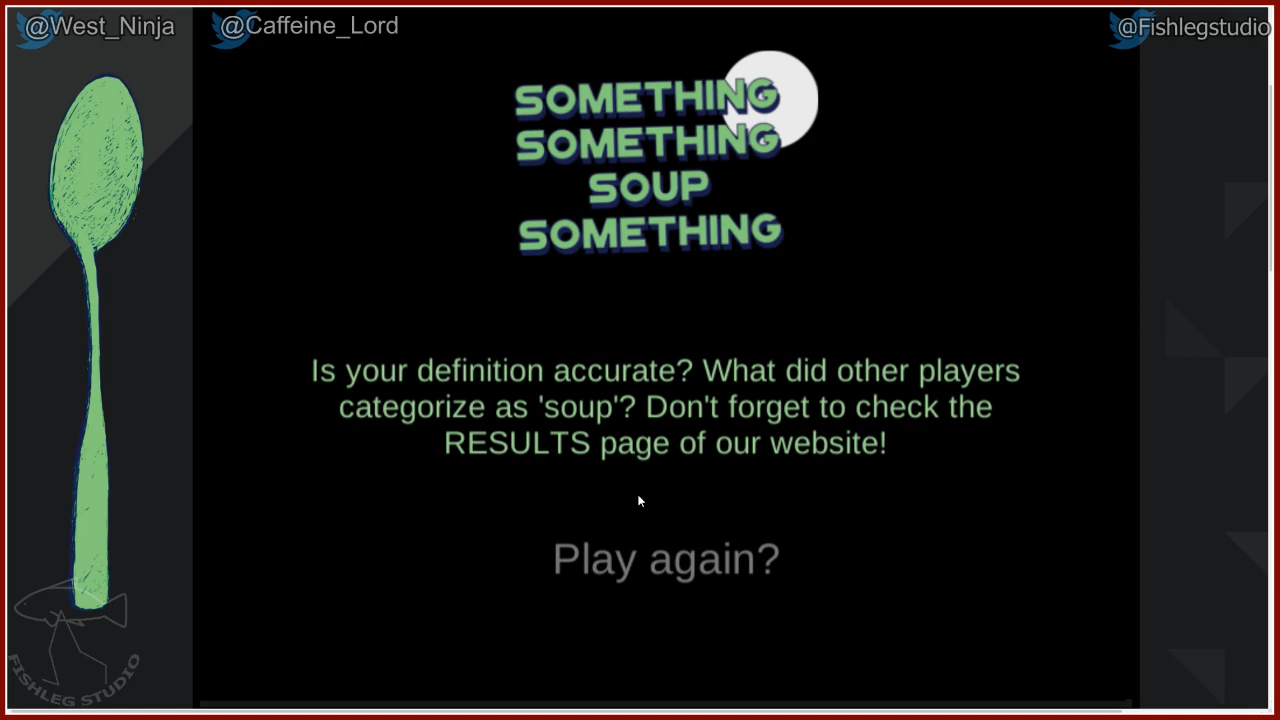 @West_Ninja
@Caffeine_Lord
@Fishlegstudio
SOMETHING
SOMETHING
SOUP
SOMETHING
Is your definition accurate? What did other players
categorize as 'soup'? Don't forget to check the
RESULTS page of our website!
Play again?
FISHLEG STUDIO